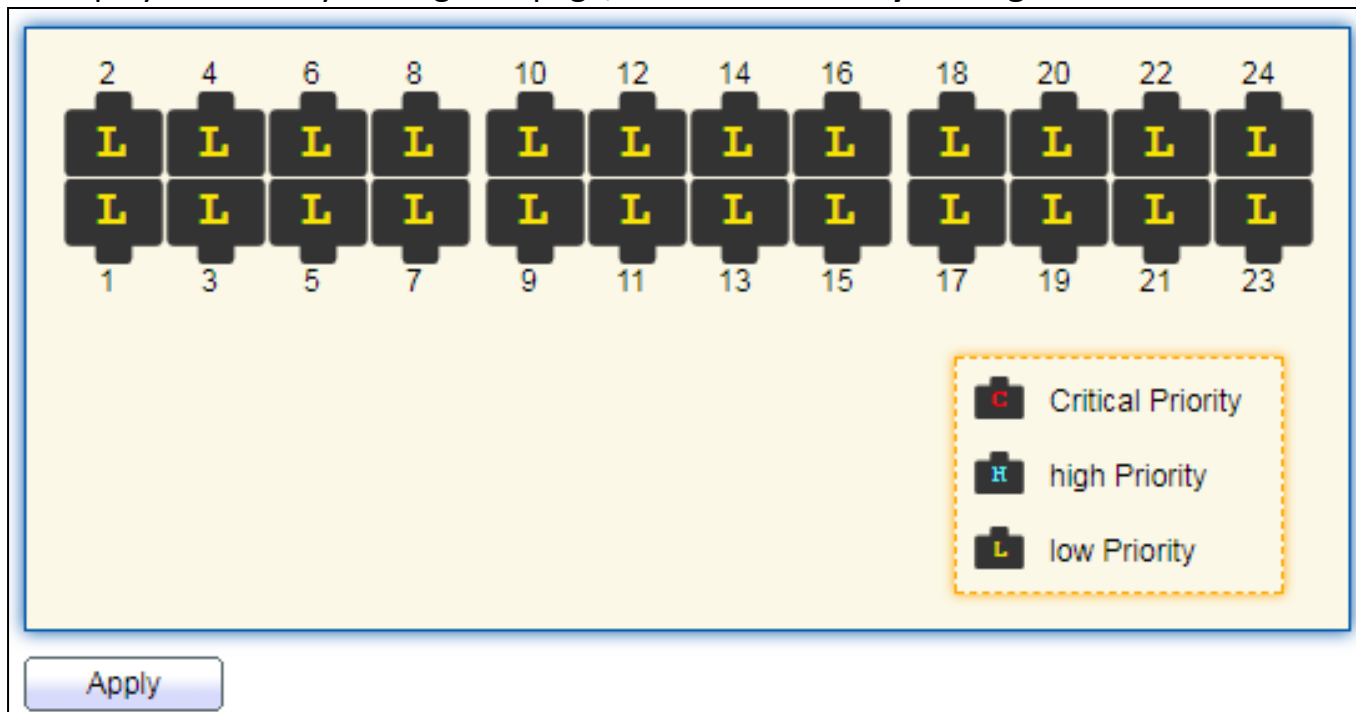 2 4 6 8 10 12 14 16 18 20 22 24
L L L L L L L L L L L L
L L L L L L L L L L L L
1 3 5 7 9 11 13 15 17 19 21 23
C Critical Priority
H high Priority
L low Priority
Apply